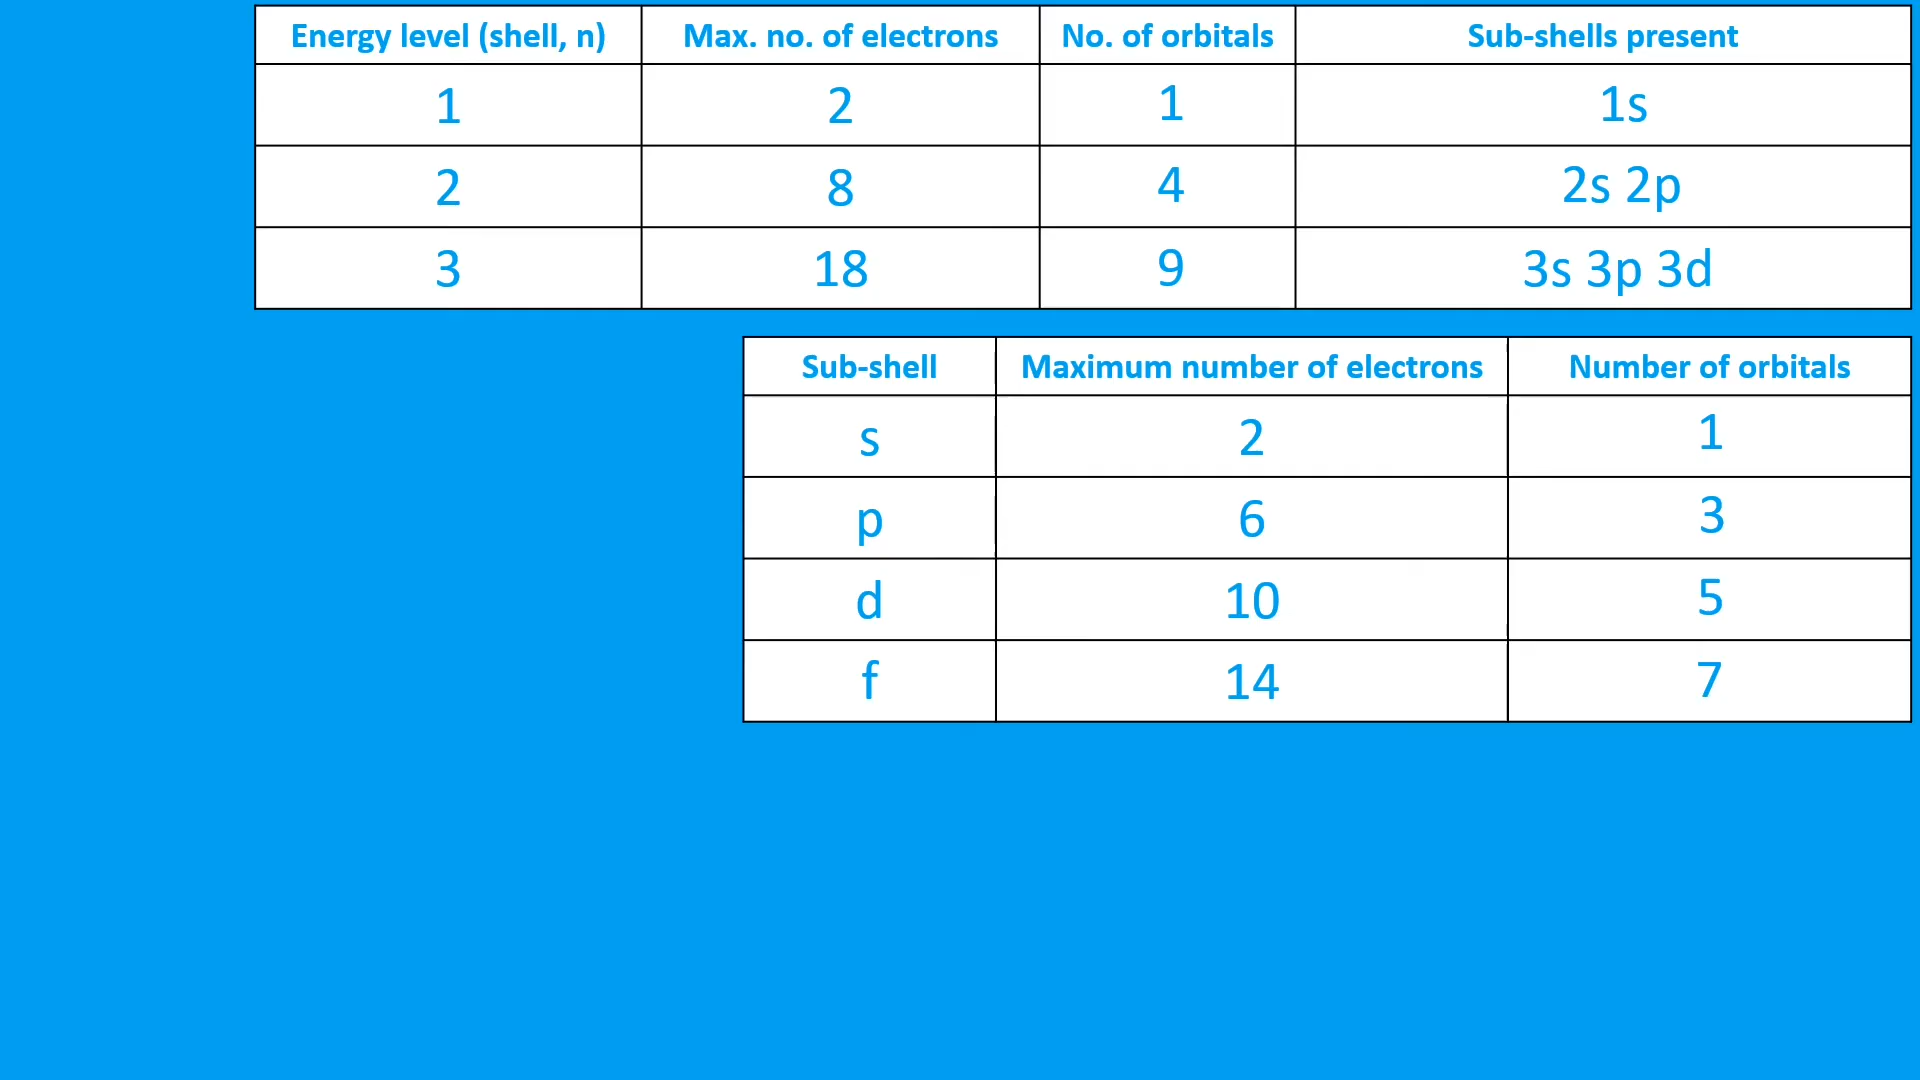 Energy level (shell, n) Max. no. of electrons No. of orbitals Sub-shells present
1 2 1 1s
2 8 4 2s 2p
3 18 9 3s 3p 3d
Sub-shell Maximum number of electrons Number of orbitals
s 2 1
p 6 3
d 10 5
f 14 7